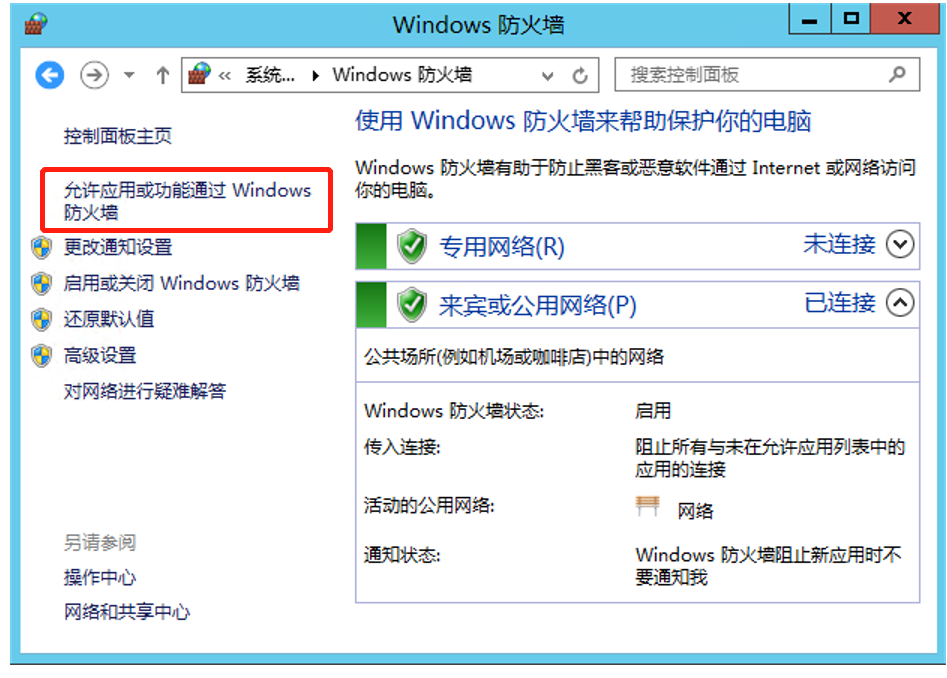 Windows 防火墙
« 系统... ▸ Windows 防火墙
搜索控制面板
控制面板主页
允许应用或功能通过 Windows
防火墙
更改通知设置
启用或关闭 Windows 防火墙
还原默认值
高级设置
对网络进行疑难解答
另请参阅
操作中心
网络和共享中心
使用 Windows 防火墙来帮助保护你的电脑
Windows 防火墙有助于防止黑客或恶意软件通过 Internet 或网络访问
你的电脑。
专用网络(R) 未连接
来宾或公用网络(P) 已连接
公共场所(例如机场或咖啡店)中的网络
Windows 防火墙状态: 启用
传入连接: 阻止所有与未在允许应用列表中的
应用的连接
活动的公用网络: 网络
通知状态: Windows 防火墙阻止新应用时不
要通知我